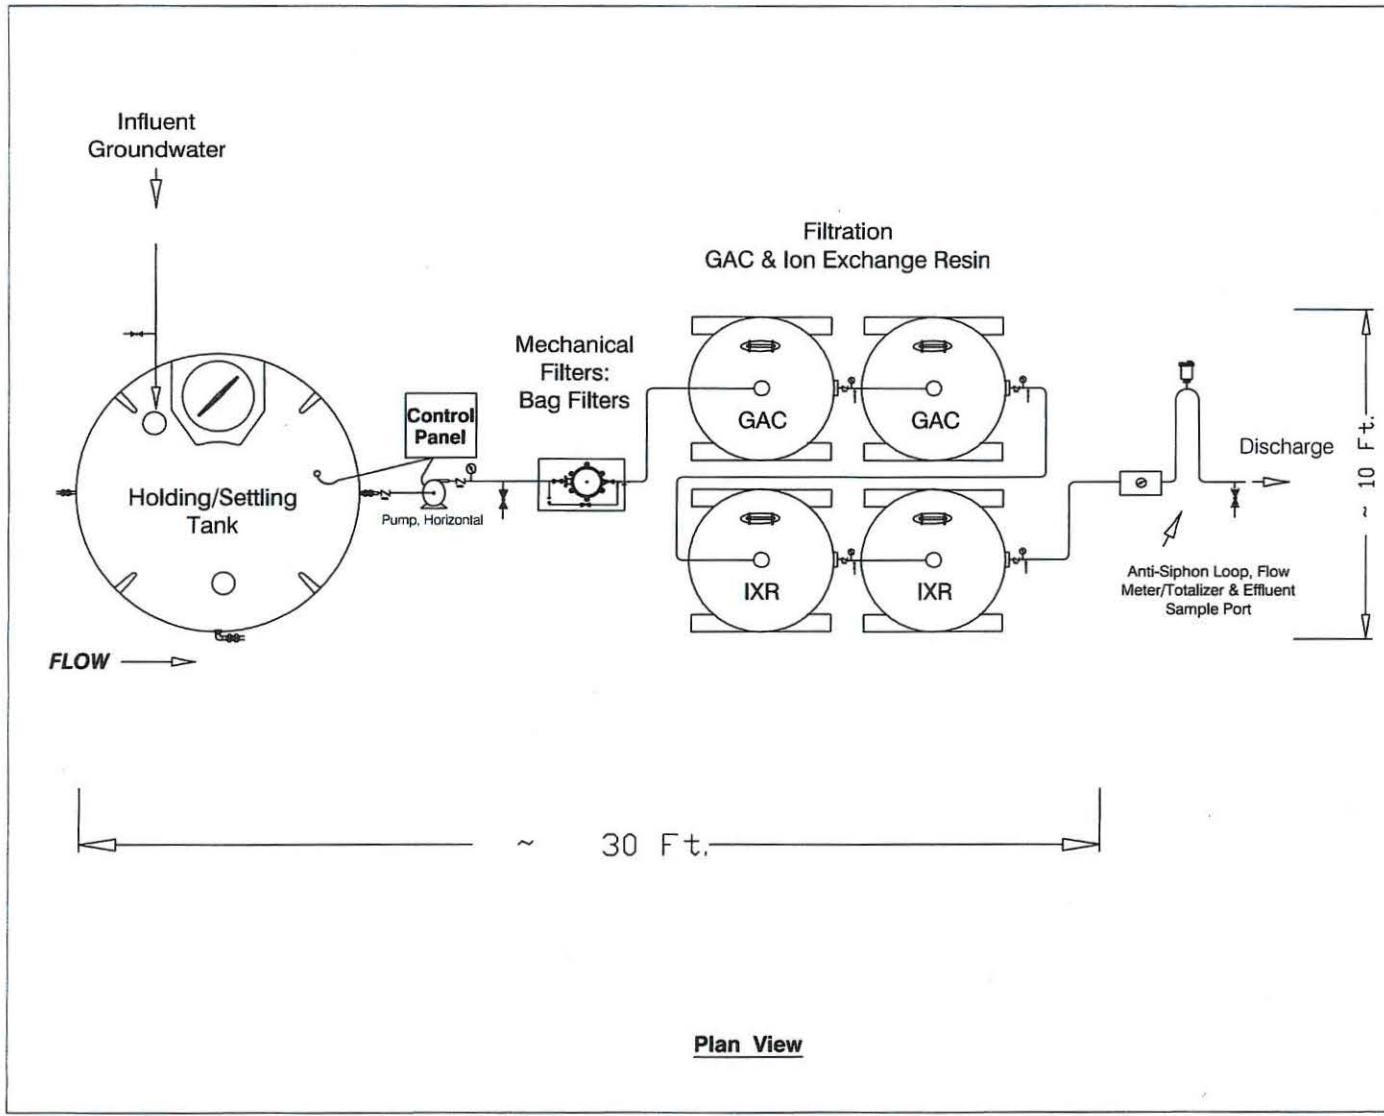 Influent
Groundwater
Filtration
GAC & Ion Exchange Resin
Mechanical
Filters:
Bag Filters
Control
Panel
GAC
GAC
Discharge
~ 10 Ft.
Holding/Settling
Tank
Pump, Horizontal
IXR
IXR
Anti-Siphon Loop, Flow
Meter/Totalizer & Effluent
Sample Port
FLOW
~ 30 Ft.
Plan View